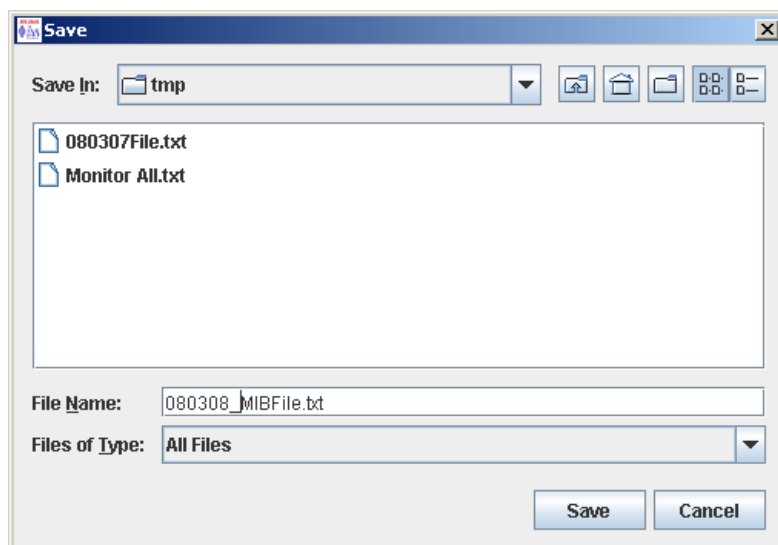 Save
Save In: tmp
080307File.txt
Monitor All.txt
File Name: 080308_MIBFile.txt
Files of Type: All Files
Save Cancel